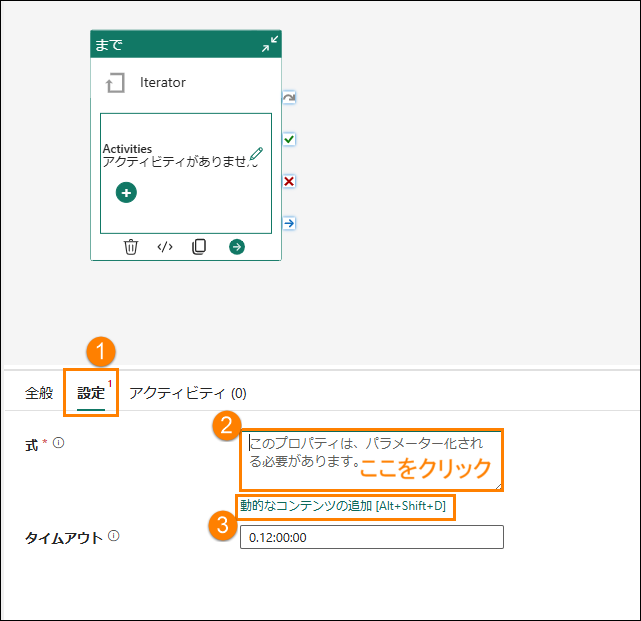 まで
Iterator
Activities
アクティビティがありません
1
全般
設定 1
アクティビティ (0)
2
式 *
このプロパティは、パラメーター化され
る必要があります。
ここをクリック
動的なコンテンツの追加 [Alt+Shift+D]
3
タイムアウト
0.12:00:00